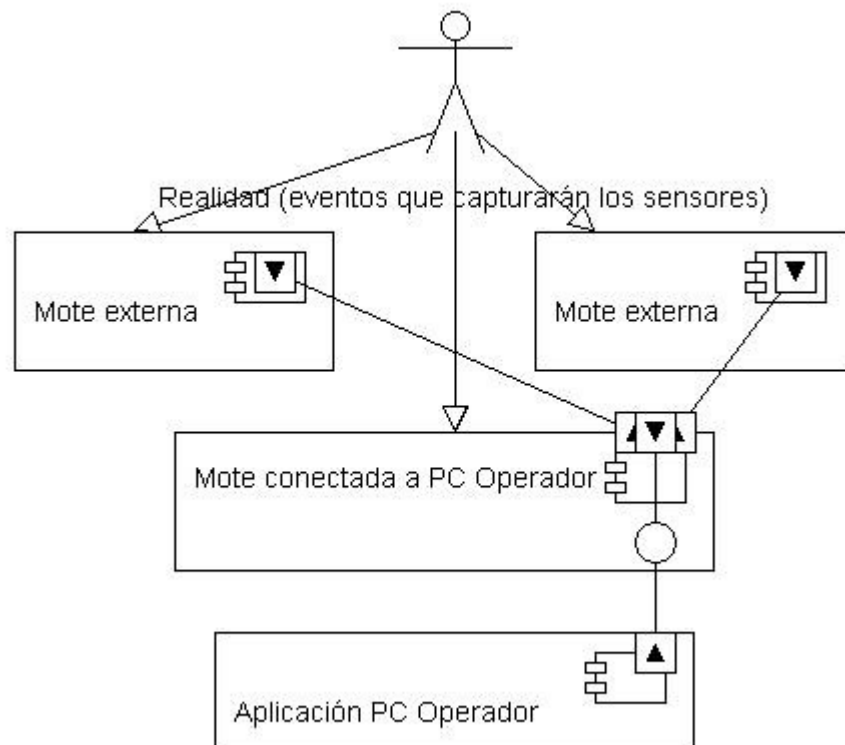 Realidad (eventos que capturarán los sensores)
Mote externa
Mote externa
Mote conectada a PC Operador
Aplicación PC Operador